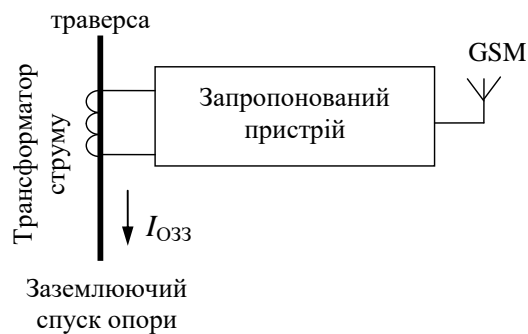 траверса
GSM
Трансформатор
струму
Запропонований
пристрій
IОЗЗ
Заземлюючий
спуск опори